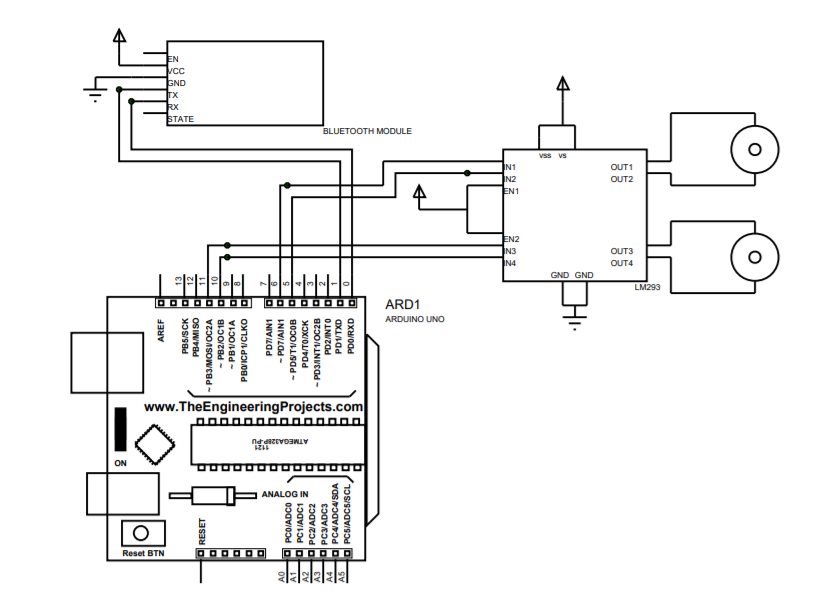 EN
VCC
GND
TX
RX
STATE
BLUETOOTH MODULE
VSS VS
IN1
IN2
EN1
EN2
IN3
IN4
OUT1
OUT2
OUT3
OUT4
GND GND
LM293
13
12
11
10
9
8
7
6
5
4
3
2
1
0
AREF
PB5/SCK
PB4/MISO
~ PB3/MOSI/OC2A
~ PB2/OC1B
~ PB1/OC1A
PB0/ICP1/CLKO
PD7/AIN1
~ PD7/AIN1
~ PD5/T1/OC0B
PD4/T0/XCK
~ PD3/INT1/OC2B
PD2/INT0
PD1/TXD
PD0/RXD
ARD1
ARDUINO UNO
www.TheEngineeringProjects.com
ATMEGA328P-PU
1121
ON
ANALOG IN
Reset BTN
RESET
PC0/ADC0
PC1/ADC1
PC2/ADC2
PC3/ADC3
PC4/ADC4/SDA
PC5/ADC5/SCL
A0
A1
A2
A3
A4
A5